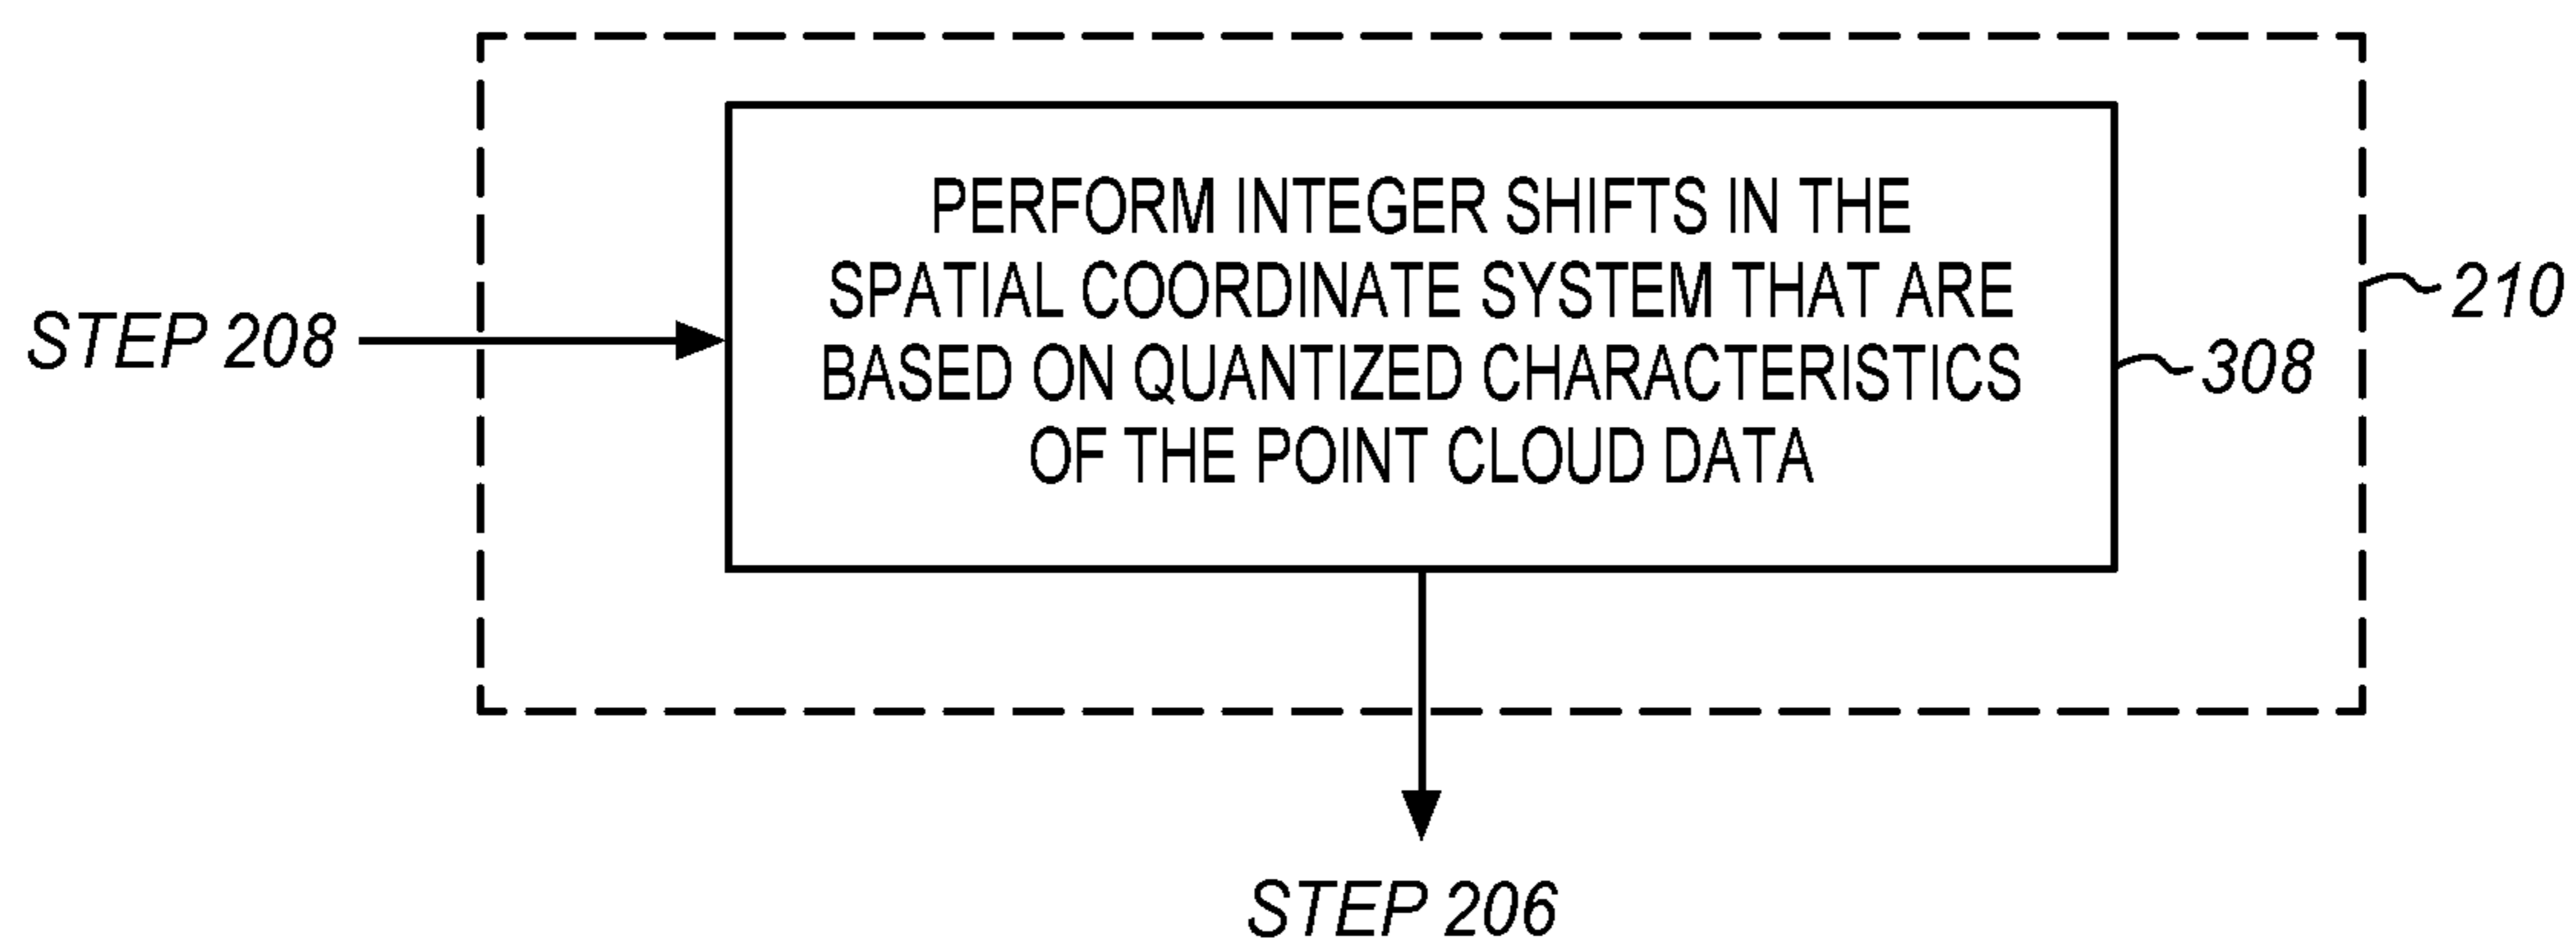 PERFORM INTEGER SHIFTS IN THE
SPATIAL COORDINATE SYSTEM THAT ARE
BASED ON QUANTIZED CHARACTERISTICS
OF THE POINT CLOUD DATA
STEP 208
210
308
STEP 206